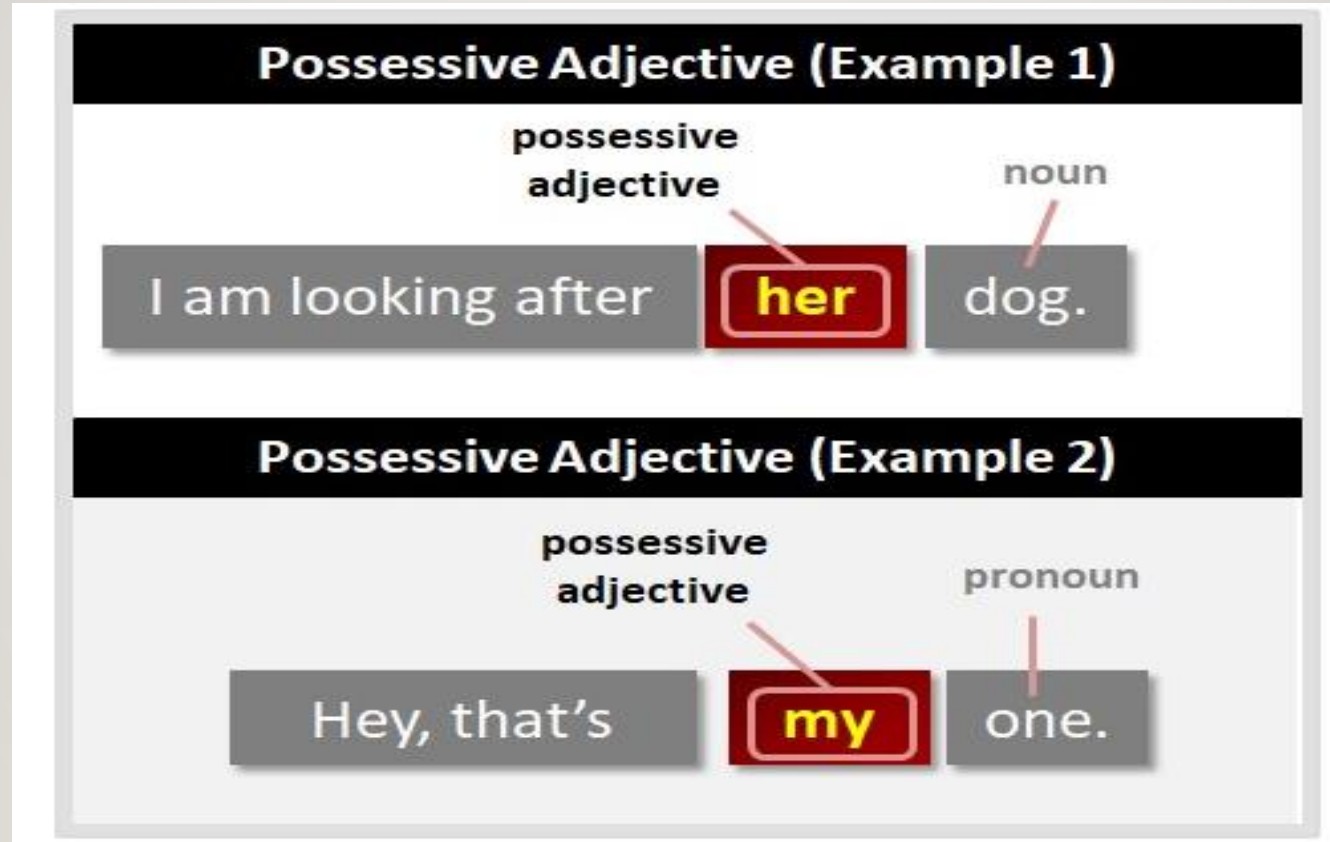 Possessive Adjective (Example 1)
possessive
adjective
noun
I am looking after her dog.
Possessive Adjective (Example 2)
possessive
adjective
pronoun
Hey, that’s my one.